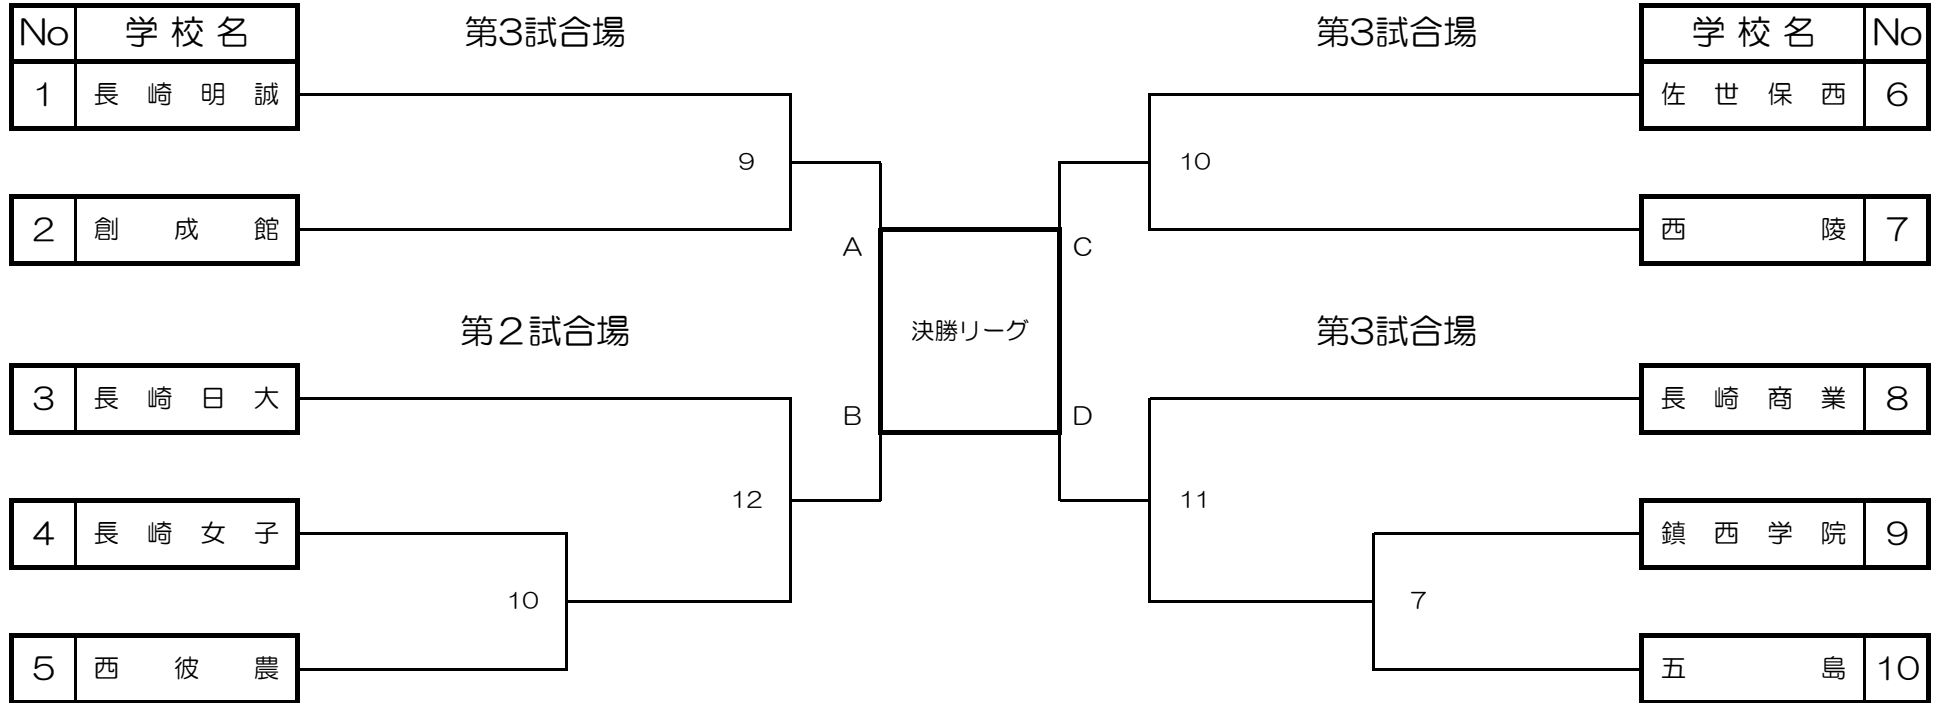 No 学校名 第3試合場 第3試合場 学校名 No
1 長崎明誠 佐世保西 6
9 10
2 創成館 西陵 7
A C
第2試合場 決勝リーグ 第3試合場
3 長崎日大 長崎商業 8
B D
12 11
4 長崎女子 鎮西学院 9
10 7
5 西彼農 五島 10